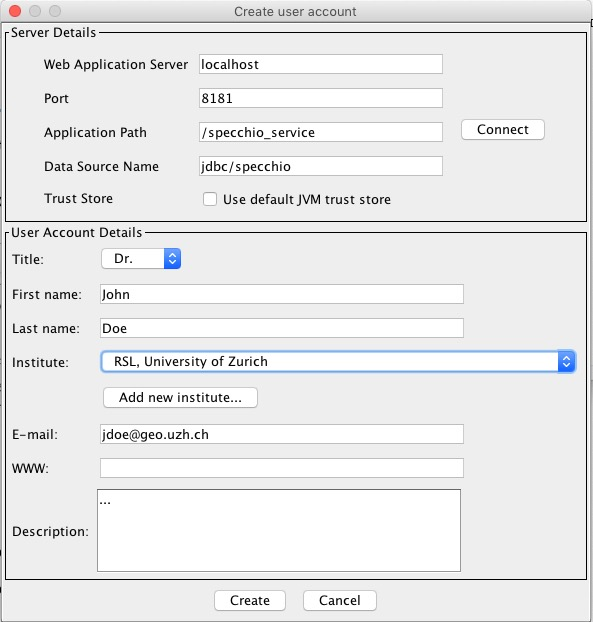 Create user account
Server Details
Web Application Server localhost
Port 8181
Application Path /specchio_service Connect
Data Source Name jdbc/specchio
Trust Store Use default JVM trust store
User Account Details
Title: Dr.
First name: John
Last name: Doe
Institute: RSL, University of Zurich
Add new institute...
E-mail: jdoe@geo.uzh.ch
WWW:
...
Description:
Create Cancel